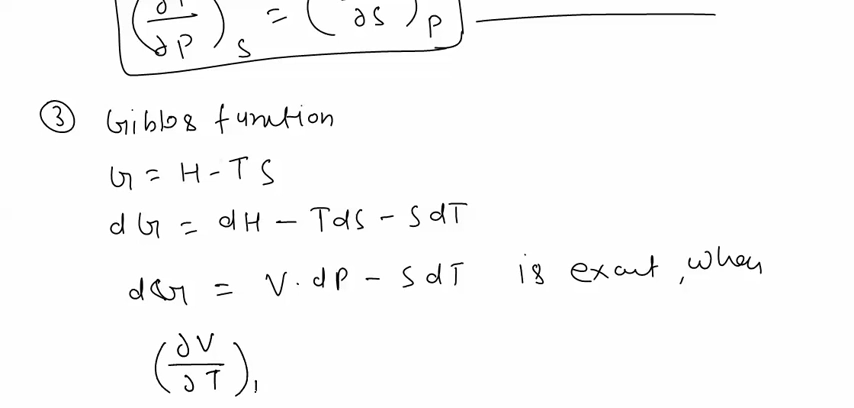 (∂T/∂P)_S = (∂S)_P
③ Gibbs function
G = H - TS
dG = dH - TdS - SdT
dG = V.dP - SdT is exact, when
(∂V/∂T)